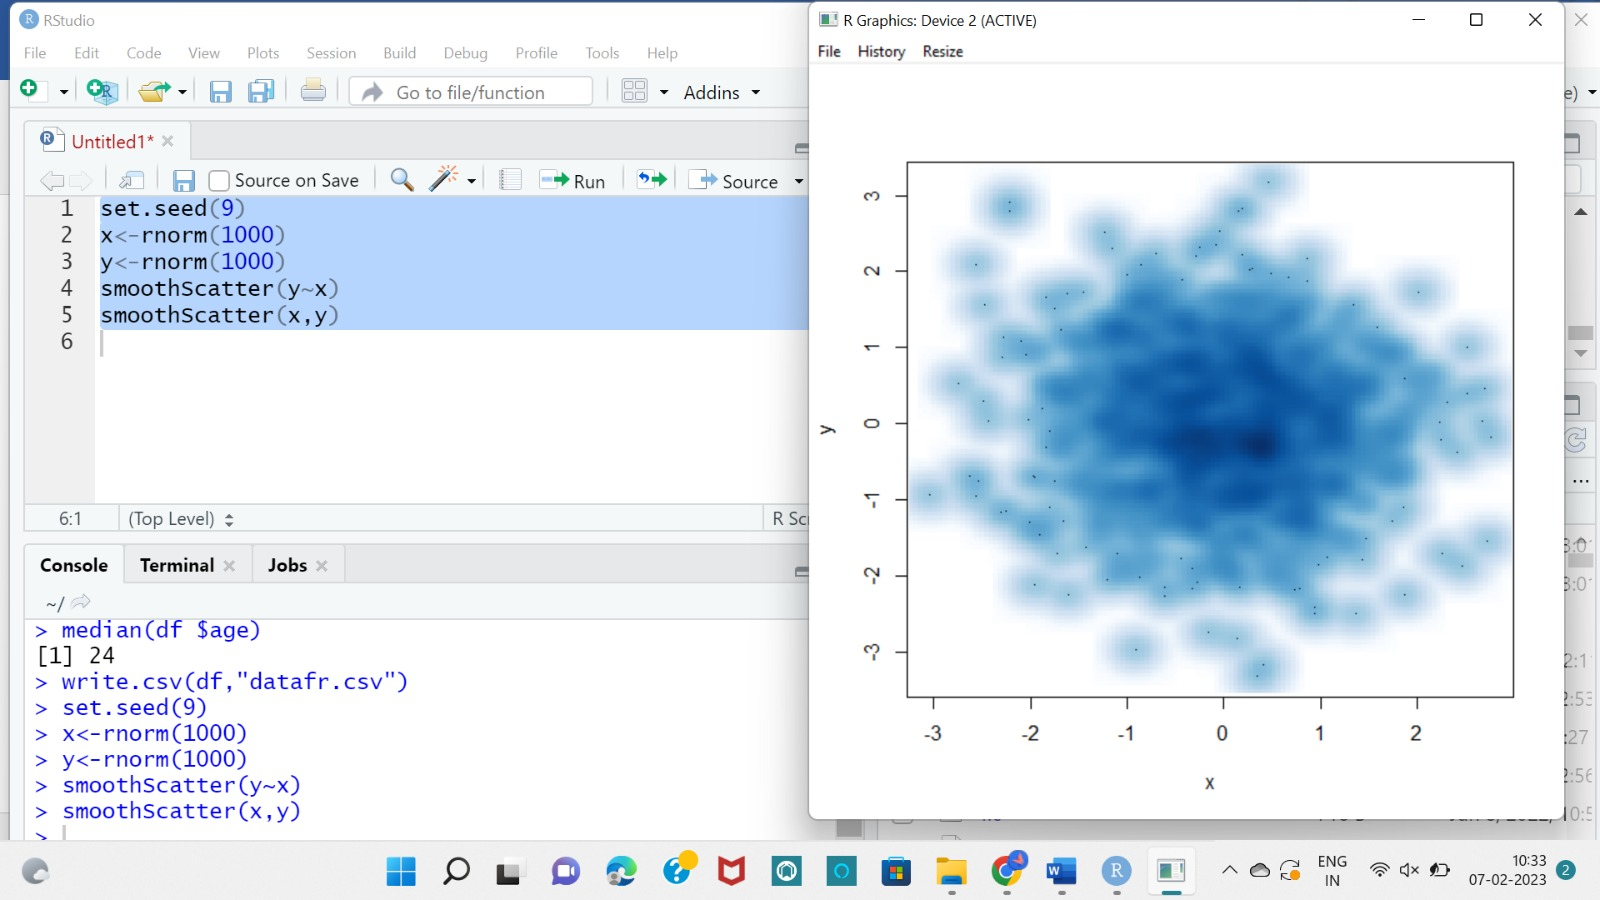 RStudio
File Edit Code View Plots Session Build Debug Profile Tools Help
Go to file/function
Addins
Untitled1*
Source on Save
Run
Source
1 set.seed(9)
2 x<-rnorm(1000)
3 y<-rnorm(1000)
4 smoothScatter(y~x)
5 smoothScatter(x,y)
6
6:1 (Top Level) R Sc
Console Terminal Jobs
~/
> median(df $age)
[1] 24
> write.csv(df,"datafr.csv")
> set.seed(9)
> x<-rnorm(1000)
> y<-rnorm(1000)
> smoothScatter(y~x)
> smoothScatter(x,y)
>
R Graphics: Device 2 (ACTIVE)
File History Resize
3
2
1
0
-1
-2
-3
y
-3 -2 -1 0 1 2
x
e)
ENG
IN
10:33
07-02-2023
2